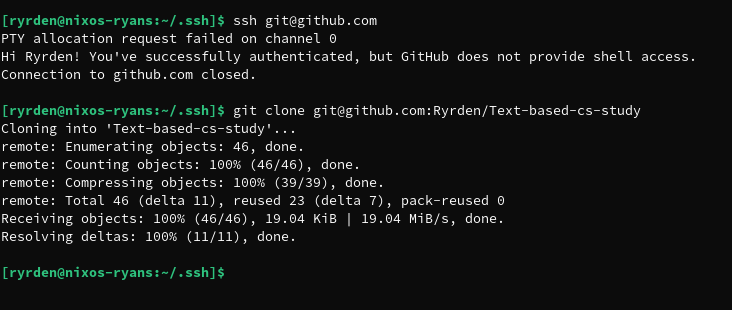 [ryrden@nixos-ryans:~/.ssh]$ ssh git@github.com
PTY allocation request failed on channel 0
Hi Ryrden! You've successfully authenticated, but GitHub does not provide shell access.
Connection to github.com closed.
[ryrden@nixos-ryans:~/.ssh]$ git clone git@github.com:Ryrden/Text-based-cs-study
Cloning into 'Text-based-cs-study'...
remote: Enumerating objects: 46, done.
remote: Counting objects: 100% (46/46), done.
remote: Compressing objects: 100% (39/39), done.
remote: Total 46 (delta 11), reused 23 (delta 7), pack-reused 0
Receiving objects: 100% (46/46), 19.04 KiB | 19.04 MiB/s, done.
Resolving deltas: 100% (11/11), done.
[ryrden@nixos-ryans:~/.ssh]$